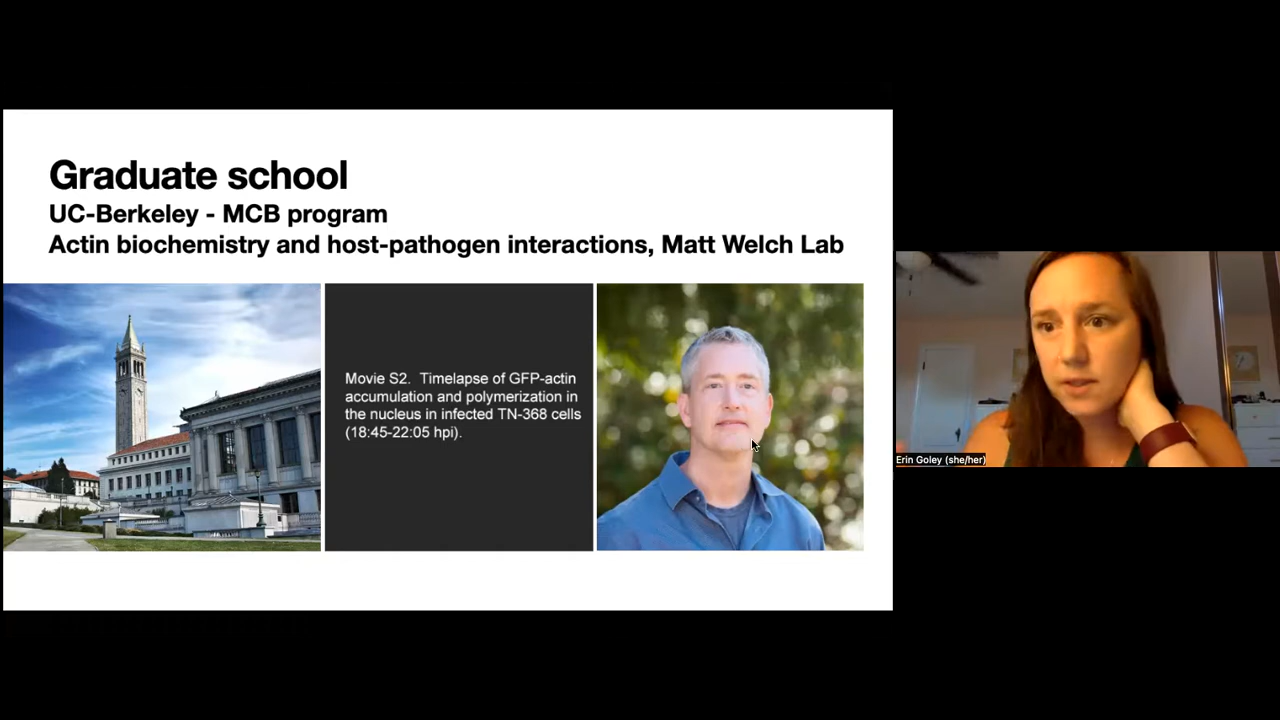 Graduate school
UC-Berkeley - MCB program
Actin biochemistry and host-pathogen interactions, Matt Welch Lab
Movie S2.  Timelapse of GFP-actin
accumulation and polymerization in
the nucleus in infected TN-368 cells
(18:45-22:05 hpi).
Erin Goley (she/her)